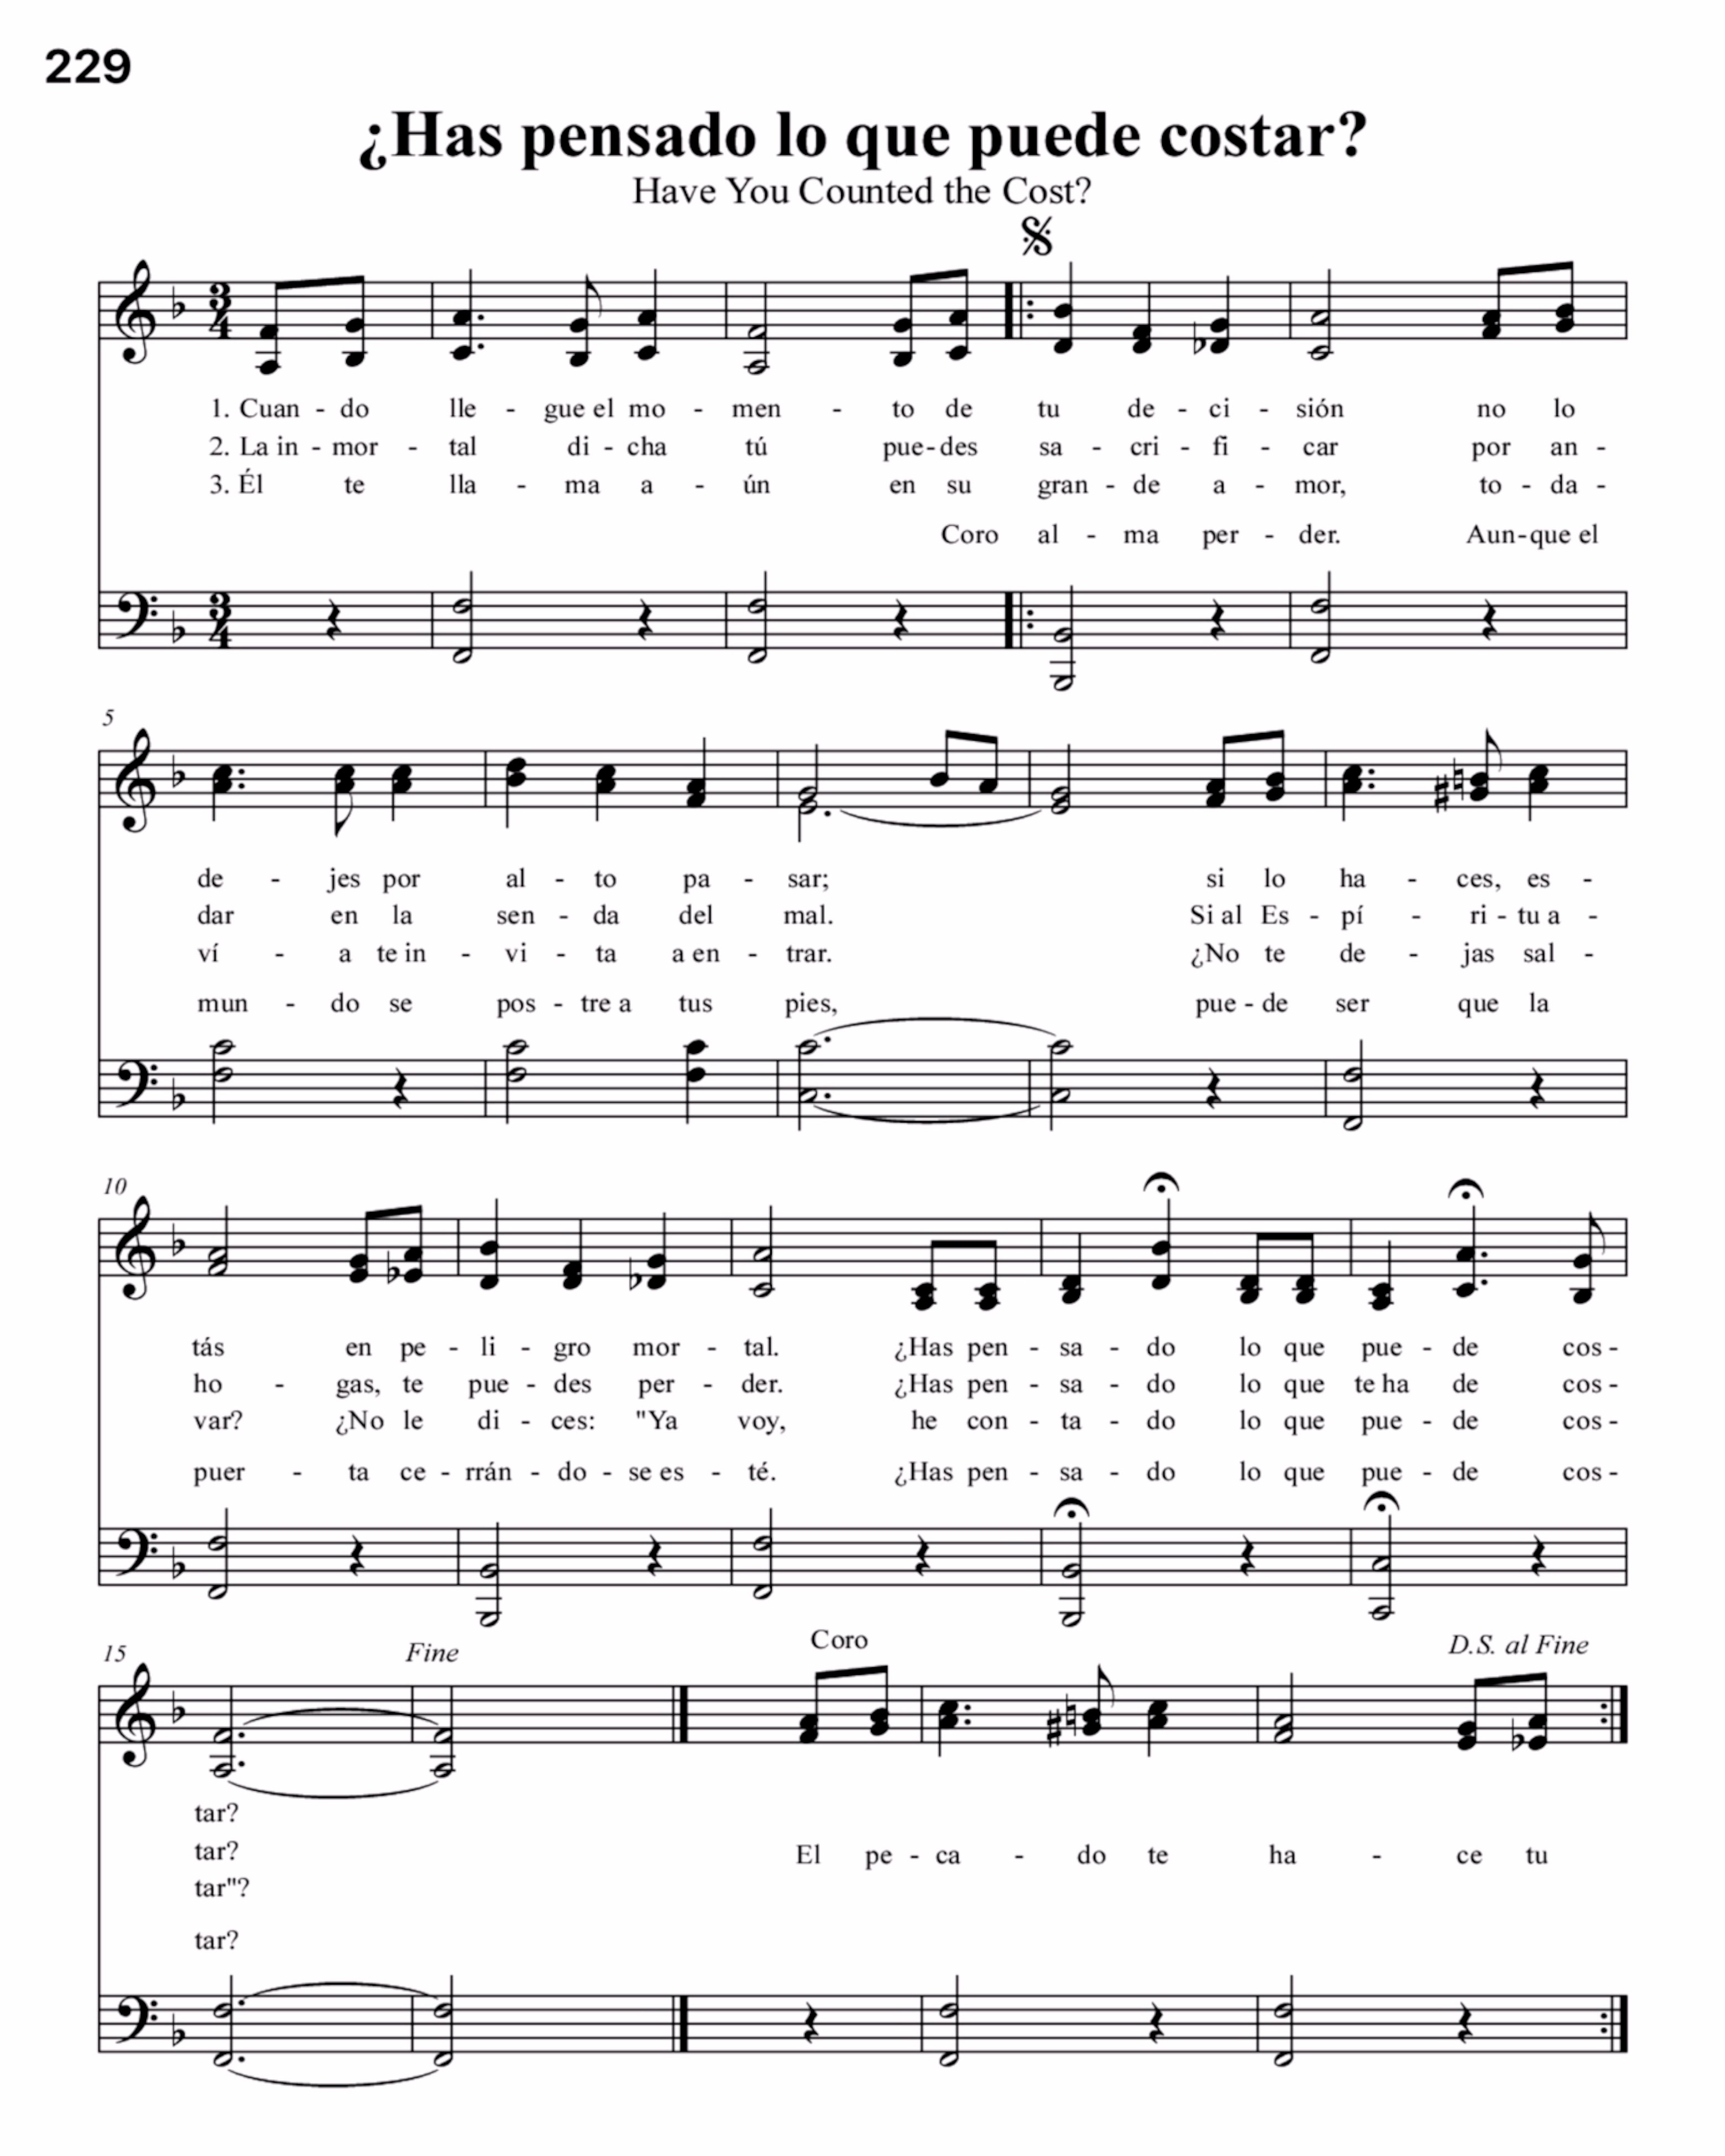 229
¿Has pensado lo que puede costar?
Have You Counted the Cost?
1. Cuan - do lle - gue el mo - men - to de tu de - ci - sión no lo
2. La in - mor - tal di - cha tú pue - des sa - cri - fi - car por an -
3. Él te lla - ma a - ún en su gran - de a - mor, to - da -
Coro al - ma per - der. Aun - que el
5
de - jes por al - to pa - sar; si lo ha - ces, es -
dar en la sen - da del mal. Si al Es - pí - ri - tu a -
ví - a te in - vi - ta a en - trar. ¿No te de - jas sal -
mun - do se pos - tre a tus pies, pue - de ser que la
10
tás en pe - li - gro mor - tal. ¿Has pen - sa - do lo que pue - de cos -
ho - gas, te pue - des per - der. ¿Has pen - sa - do lo que te ha de cos -
var? ¿No le di - ces: "Ya voy, he con - ta - do lo que pue - de cos -
puer - ta ce - rrán - do - se es - té. ¿Has pen - sa - do lo que pue - de cos -
15 Fine Coro D.S. al Fine
tar?
tar? El pe - ca - do te ha - ce tu
tar"?
tar?